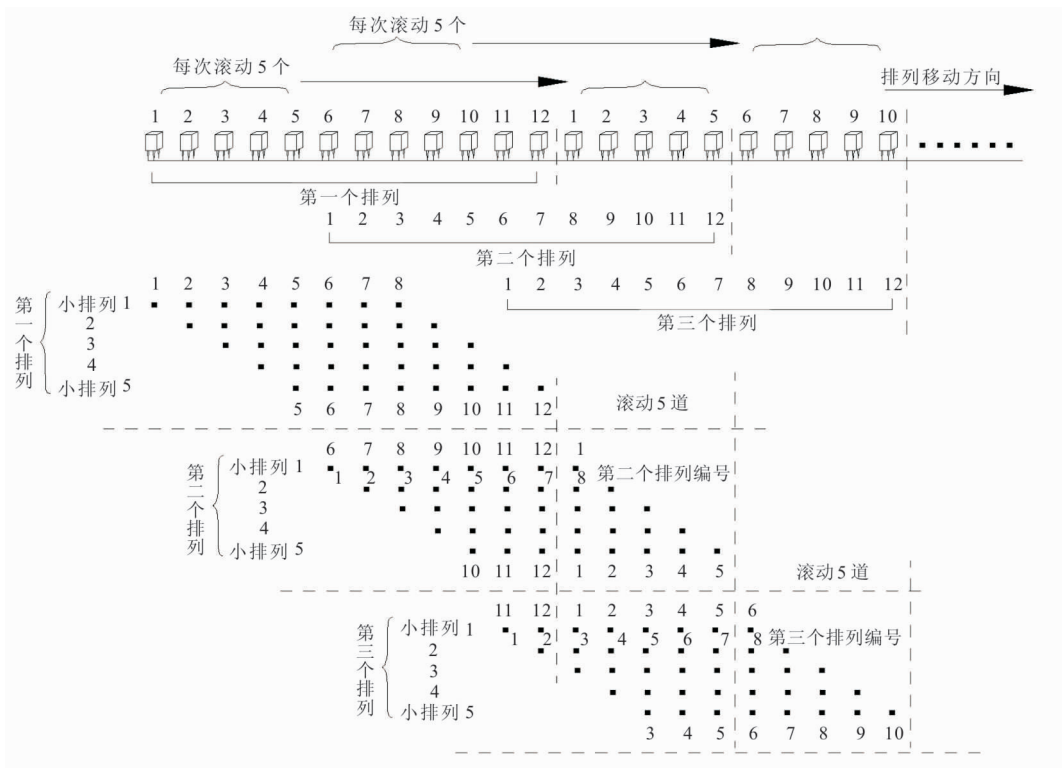 每次滚动5个
每次滚动5个
排列移动方向
1 2 3 4 5 6 7 8 9 10 11 12 1 2 3 4 5 6 7 8 9 10
第一个排列
1 2 3 4 5 6 7 8 9 10 11 12
第二个排列
1 2 3 4 5 6 7 8
1 2 3 4 5 6 7 8 9 10 11 12
第三个排列
第一个排列
小排列1
2
3
4
小排列5
5 6 7 8 9 10 11 12
滚动5道
6 7 8 9 10 11 12 1
第二个排列
小排列1
1 2 3 4 5 6 7 8 第二个排列编号
2
3
4
小排列5
10 11 12 1 2 3 4 5
滚动5道
11 12 1 2 3 4 5 6
第三个排列
小排列1
1 2 3 4 5 6 7 8 第三个排列编号
2
3
4
小排列5
3 4 5 6 7 8 9 10